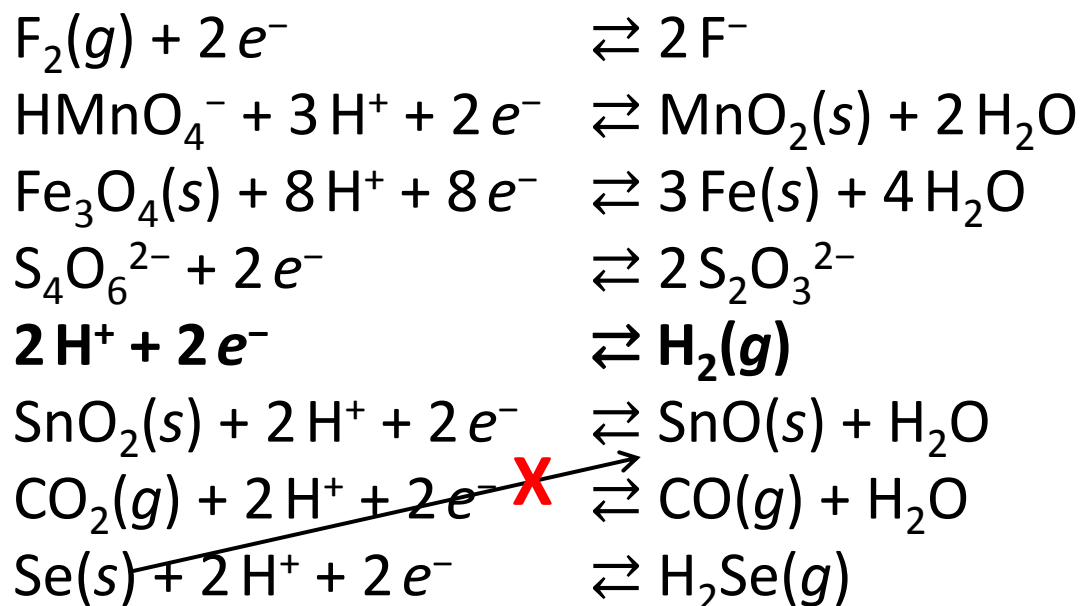 F₂(g) + 2 e⁻ ⇄ 2 F⁻
HMnO₄⁻ + 3 H⁺ + 2 e⁻ ⇄ MnO₂(s) + 2 H₂O
Fe₃O₄(s) + 8 H⁺ + 8 e⁻ ⇄ 3 Fe(s) + 4 H₂O
S₄O₆²⁻ + 2 e⁻ ⇄ 2 S₂O₃²⁻
2 H⁺ + 2 e⁻ ⇄ H₂(g)
SnO₂(s) + 2 H⁺ + 2 e⁻ ⇄ SnO(s) + H₂O
X
CO₂(g) + 2 H⁺ + 2 e⁻ ⇄ CO(g) + H₂O
Se(s) + 2 H⁺ + 2 e⁻ ⇄ H₂Se(g)